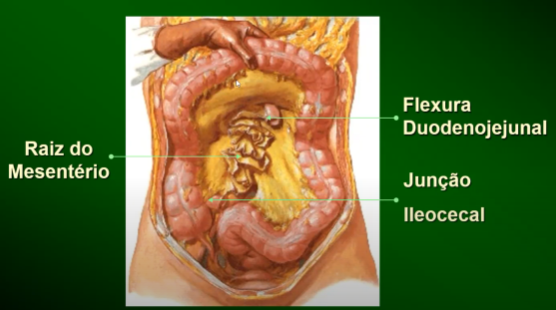 Flexura
Duodenojejunal
Raiz do
Mesentério
Junção
Ileocecal